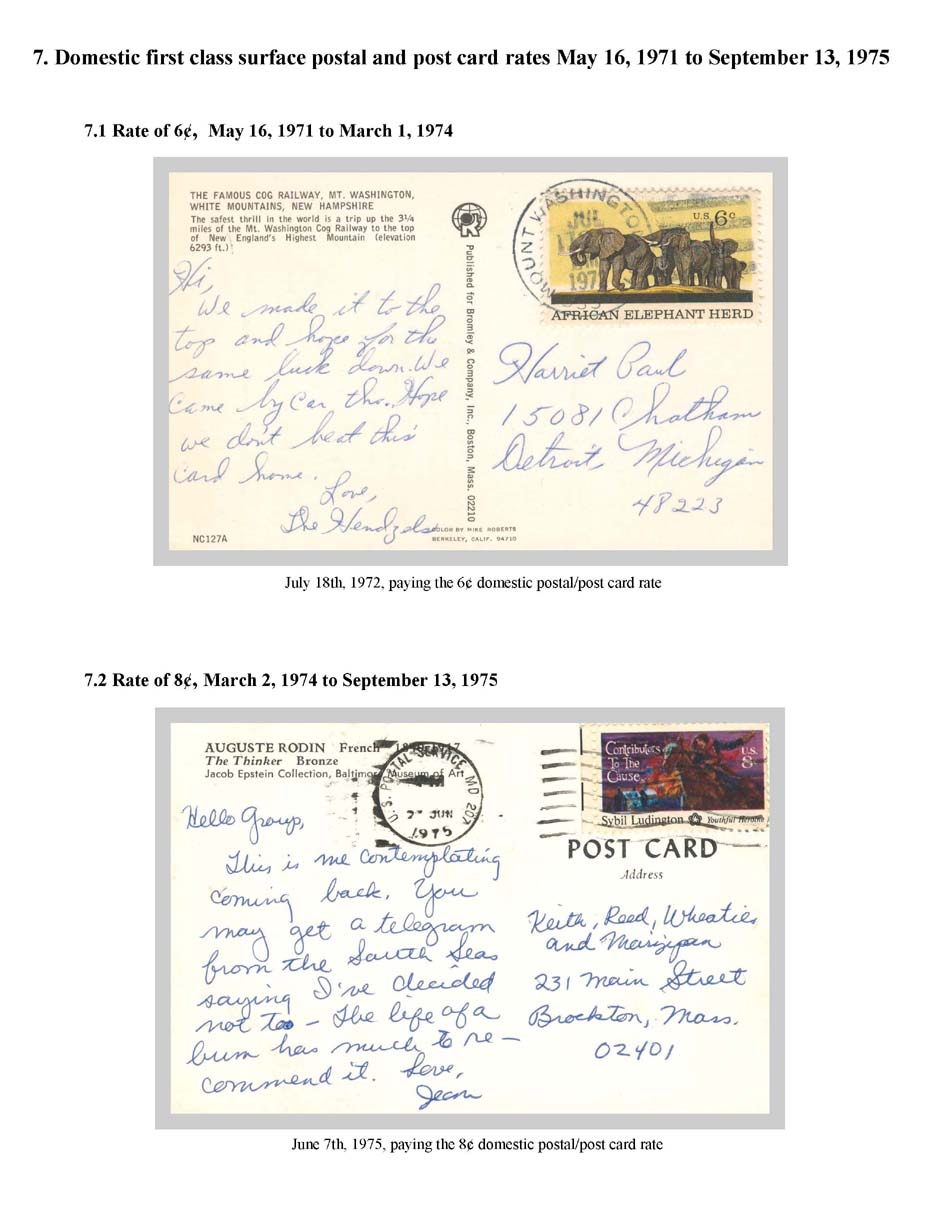 7. Domestic first class surface postal and post card rates May 16, 1971 to September 13, 1975
7.1 Rate of 6¢, May 16, 1971 to March 1, 1974
THE FAMOUS COG RAILWAY, MT. WASHINGTON,
WHITE MOUNTAINS, NEW HAMPSHIRE
The safest thrill in the world is a trip up the 3¼
miles of the Mt. Washington Cog Railway to the top
of New England's Highest Mountain (elevation
6293 ft.)
Hi,
We made it to the
top and hope for the
same luck down. We
came by car tho. Hope
we dont beat this
card home.
Love,
The Hendzels
NC127A
Published for Bromley & Company, Inc., Boston, Mass. 02210
COLOR BY MIKE ROBERTS
BERKELEY, CALIF. 94710
MOUNT WASHINGTON
JUL
197
U.S. 6c
AFRICAN ELEPHANT HERD
Harriet Paul
15081 Chatham
Detroit, Michigan
48223
July 18th, 1972, paying the 6¢ domestic postal/post card rate
7.2 Rate of 8¢, March 2, 1974 to September 13, 1975
AUGUSTE RODIN French
The Thinker Bronze
Jacob Epstein Collection, Baltimore Museum of Art
U.S. POSTAL SERVICE MD
7 JUN
1975
Contributors
To The
Cause...
U.S.
8c
Sybil Ludington Youthful Heroine
POST CARD
Address
Hello Group,
This is me contemplating
coming back. You
may get a telegram
from the South Seas
saying I've decided
not to – The life of a
bum has much to re-
commend it. Love,
Jean
Keith, Reed, Wheaties
and Marizipan
231 Main Street
Brockton, Mass.
02401
June 7th, 1975, paying the 8¢ domestic postal/post card rate